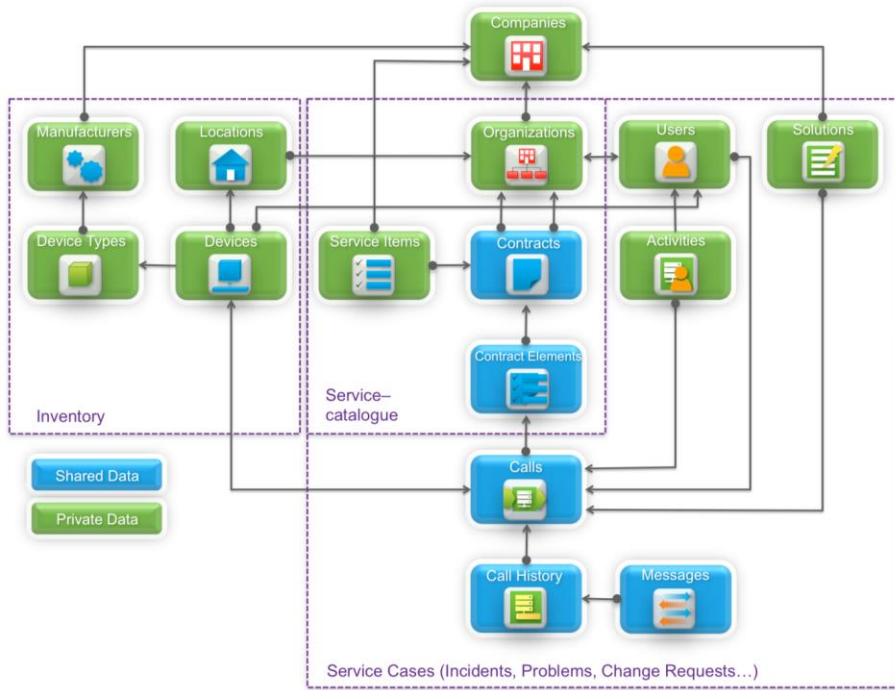 Companies
Manufacturers
Locations
Organizations
Users
Solutions
Device Types
Devices
Service Items
Contracts
Activities
Contract Elements
Inventory
Service–
catalogue
Shared Data
Calls
Private Data
Call History
Messages
Service Cases (Incidents, Problems, Change Requests…)